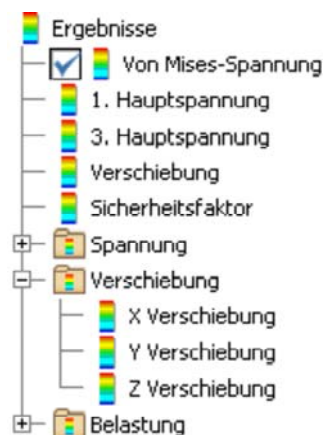 Ergebnisse
Von Mises-Spannung
1. Hauptspannung
3. Hauptspannung
Verschiebung
Sicherheitsfaktor
Spannung
Verschiebung
X Verschiebung
Y Verschiebung
Z Verschiebung
Belastung